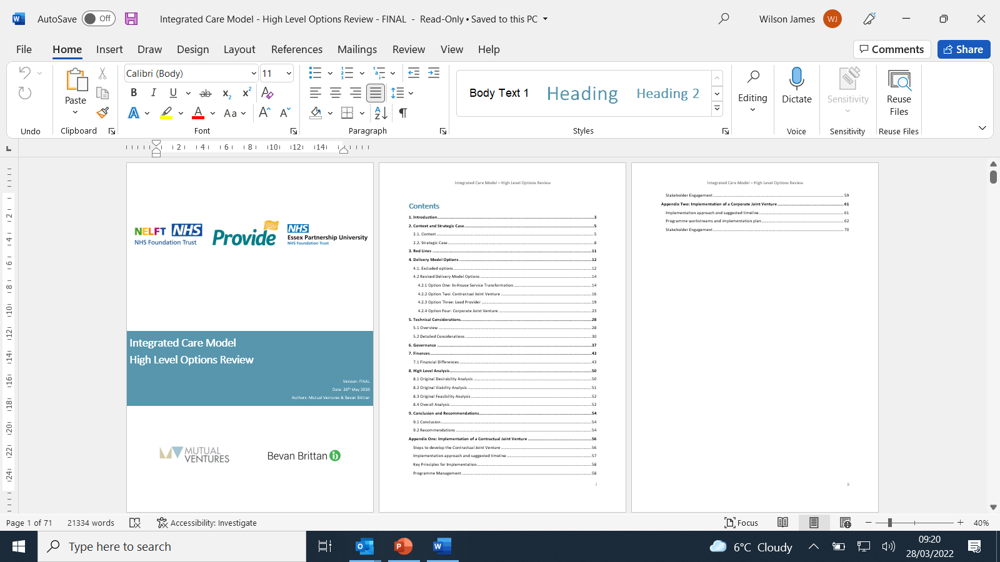 AutoSave Off Integrated Care Model - High Level Options Review - FINAL - Read-Only • Saved to this PC Wilson James WJ
File Home Insert Draw Design Layout References Mailings Review View Help Comments Share
Calibri (Body) 11
Paste
Body Text 1 Heading Heading 2
Editing Dictate Sensitivity Reuse Files
Undo Clipboard Font Paragraph Styles Voice Sensitivity Reuse Files
2 4 6 8 10 12 14
2 4 6 8 10 12 14 16 18 20 22 24
NELFT NHS
NHS Foundation Trust
Provide
NHS
Essex Partnership University
NHS Foundation Trust
Integrated Care Model
High Level Options Review
Version: FINAL
Date: 26th May 2020
Authors: Mutual Ventures & Bevan Brittan
MUTUAL
VENTURES
Bevan Brittan b
Integrated Care Model – High Level Options Review
Contents
1. Introduction 3
2. Context and Strategic Case 5
2.1. Context 5
2.2. Strategic Case 8
3. Red Lines 11
4. Delivery Model Options 12
4.1. Excluded options 12
4.2 Revised Delivery Model Options 14
4.2.1 Option One: In-House Service Transformation 14
4.2.2 Option Two: Contractual Joint Venture 16
4.2.3 Option Three: Lead Provider 19
4.2.4 Option Four: Corporate Joint Venture 23
5. Technical Considerations 28
5.1 Overview 28
5.2 Detailed Considerations 30
6. Governance 37
7. Finances 43
7.1 Financial Differences 43
8. High Level Analysis 50
8.1 Original Desirability Analysis 50
8.2 Original Viability Analysis 51
8.3 Original Feasibility Analysis 52
8.4 Overall Analysis 52
9. Conclusion and Recommendations 54
9.1 Conclusion 54
9.2 Recommendations 54
Appendix One: Implementation of a Contractual Joint Venture 56
Steps to develop the Contractual Joint Venture 56
Implementation approach and suggested timeline 57
Key Principles for Implementation 58
Programme Management 58
i
Integrated Care Model – High Level Options Review
Stakeholder Engagement 59
Appendix Two: Implementation of a Corporate Joint Venture 61
Implementation approach and suggested timeline 61
Programme workstreams and implementation plan 62
Stakeholder Engagement 70
ii
Page 1 of 71 21334 words Accessibility: Investigate Focus 40%
Type here to search 6°C Cloudy 09:20
28/03/2022